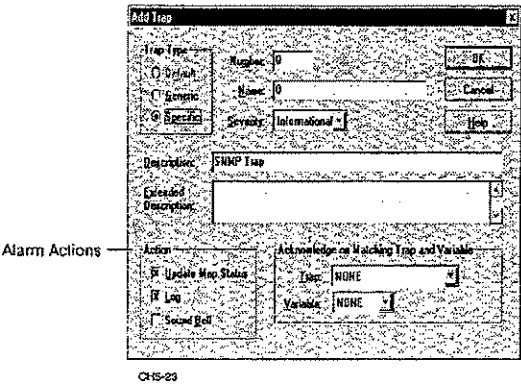 Add Trap
Trap Type
Default
Generic
Specific
Number: 0
Name: 0
Severity: Informational
OK
Cancel
Help
Description: SNMP Trap
Extended
Description:
Alarm Actions
Action
Update Map Status
Log
Sound Bell
Acknowledge on Matching Trap and Variable
Trap: NONE
Variable: NONE
CH5-23